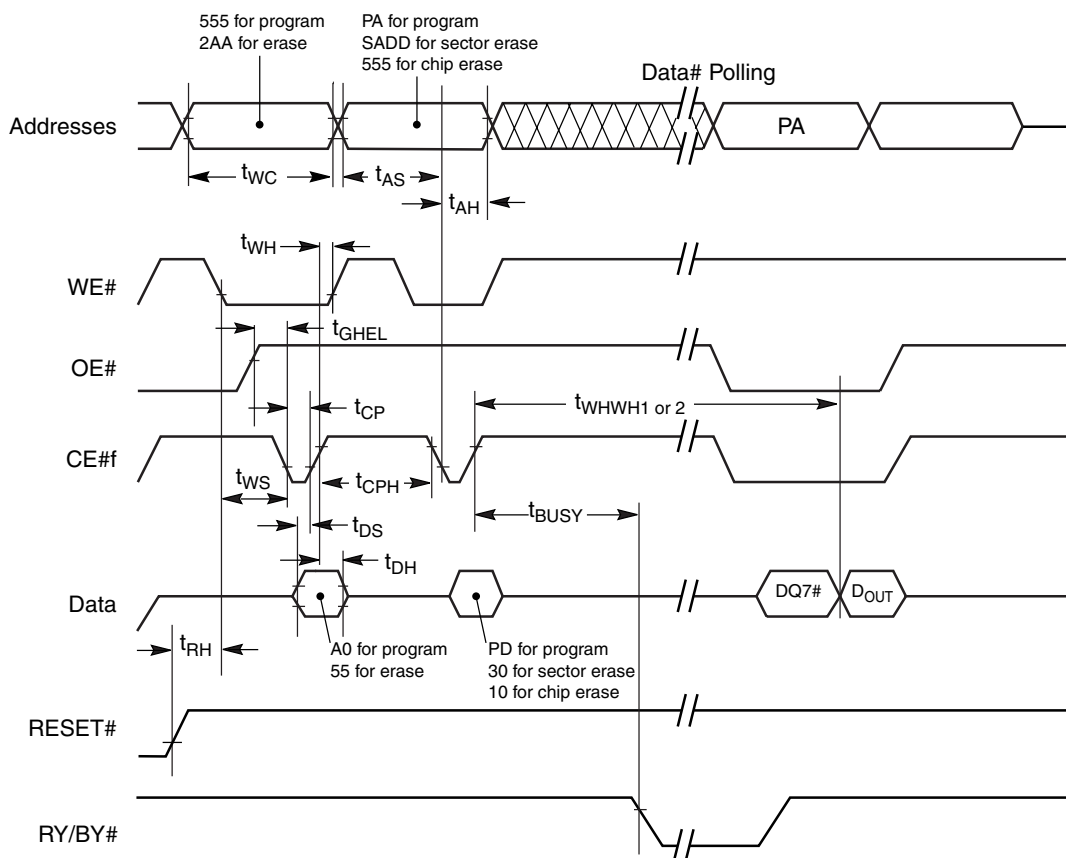 555 for program
2AA for erase
PA for program
SADD for sector erase
555 for chip erase
Data# Polling
Addresses
PA
tWC
tAS
tAH
tWH
WE#
tGHEL
OE#
tWHWH1 or 2
tCP
CE#f
tWS
tCPH
tBUSY
tDS
tDH
Data
DQ7#
DOUT
tRH
A0 for program
55 for erase
PD for program
30 for sector erase
10 for chip erase
RESET#
RY/BY#